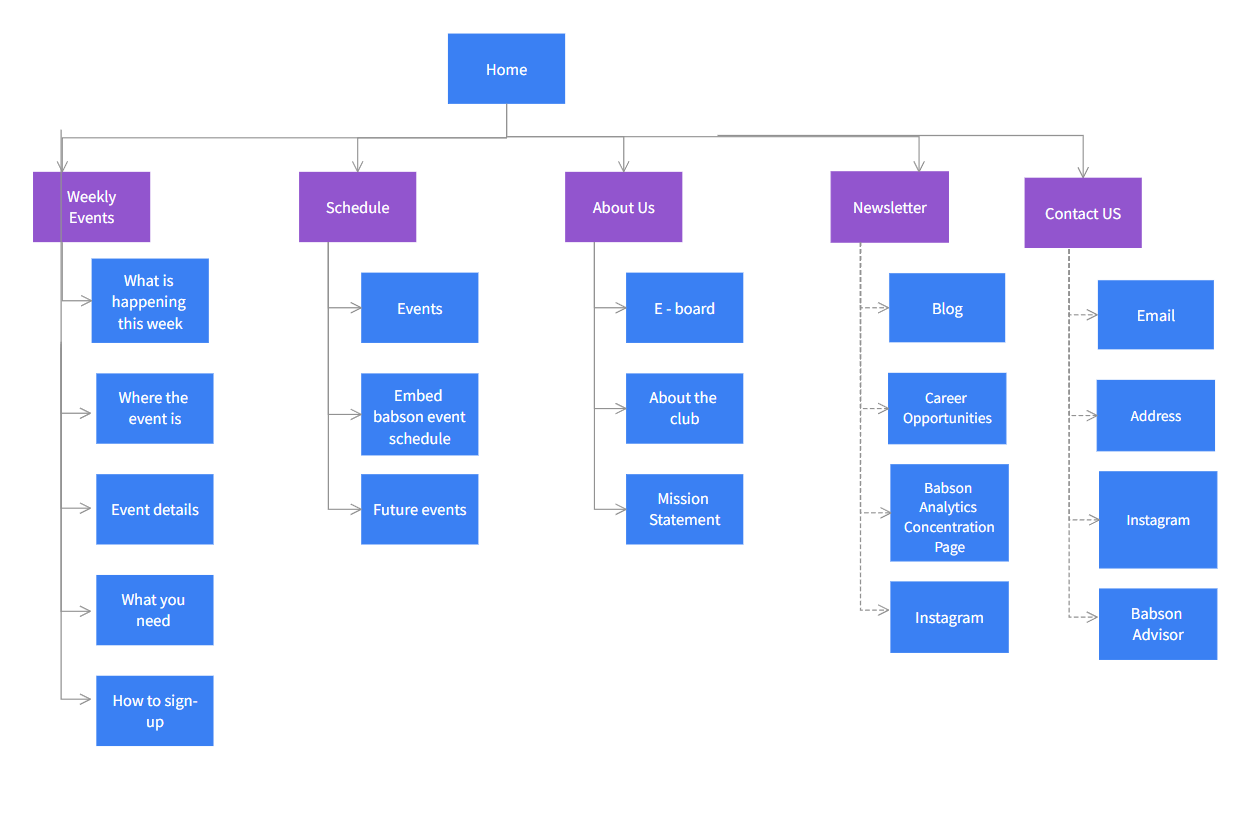 Home
Weekly
Events
Schedule
About Us
Newsletter
Contact US
What is
happening
this week
Where the
event is
Event details
What you
need
How to sign-
up
Events
Embed
babson event
schedule
Future events
E - board
About the
club
Mission
Statement
Blog
Career
Opportunities
Babson
Analytics
Concentration
Page
Instagram
Email
Address
Instagram
Babson
Advisor